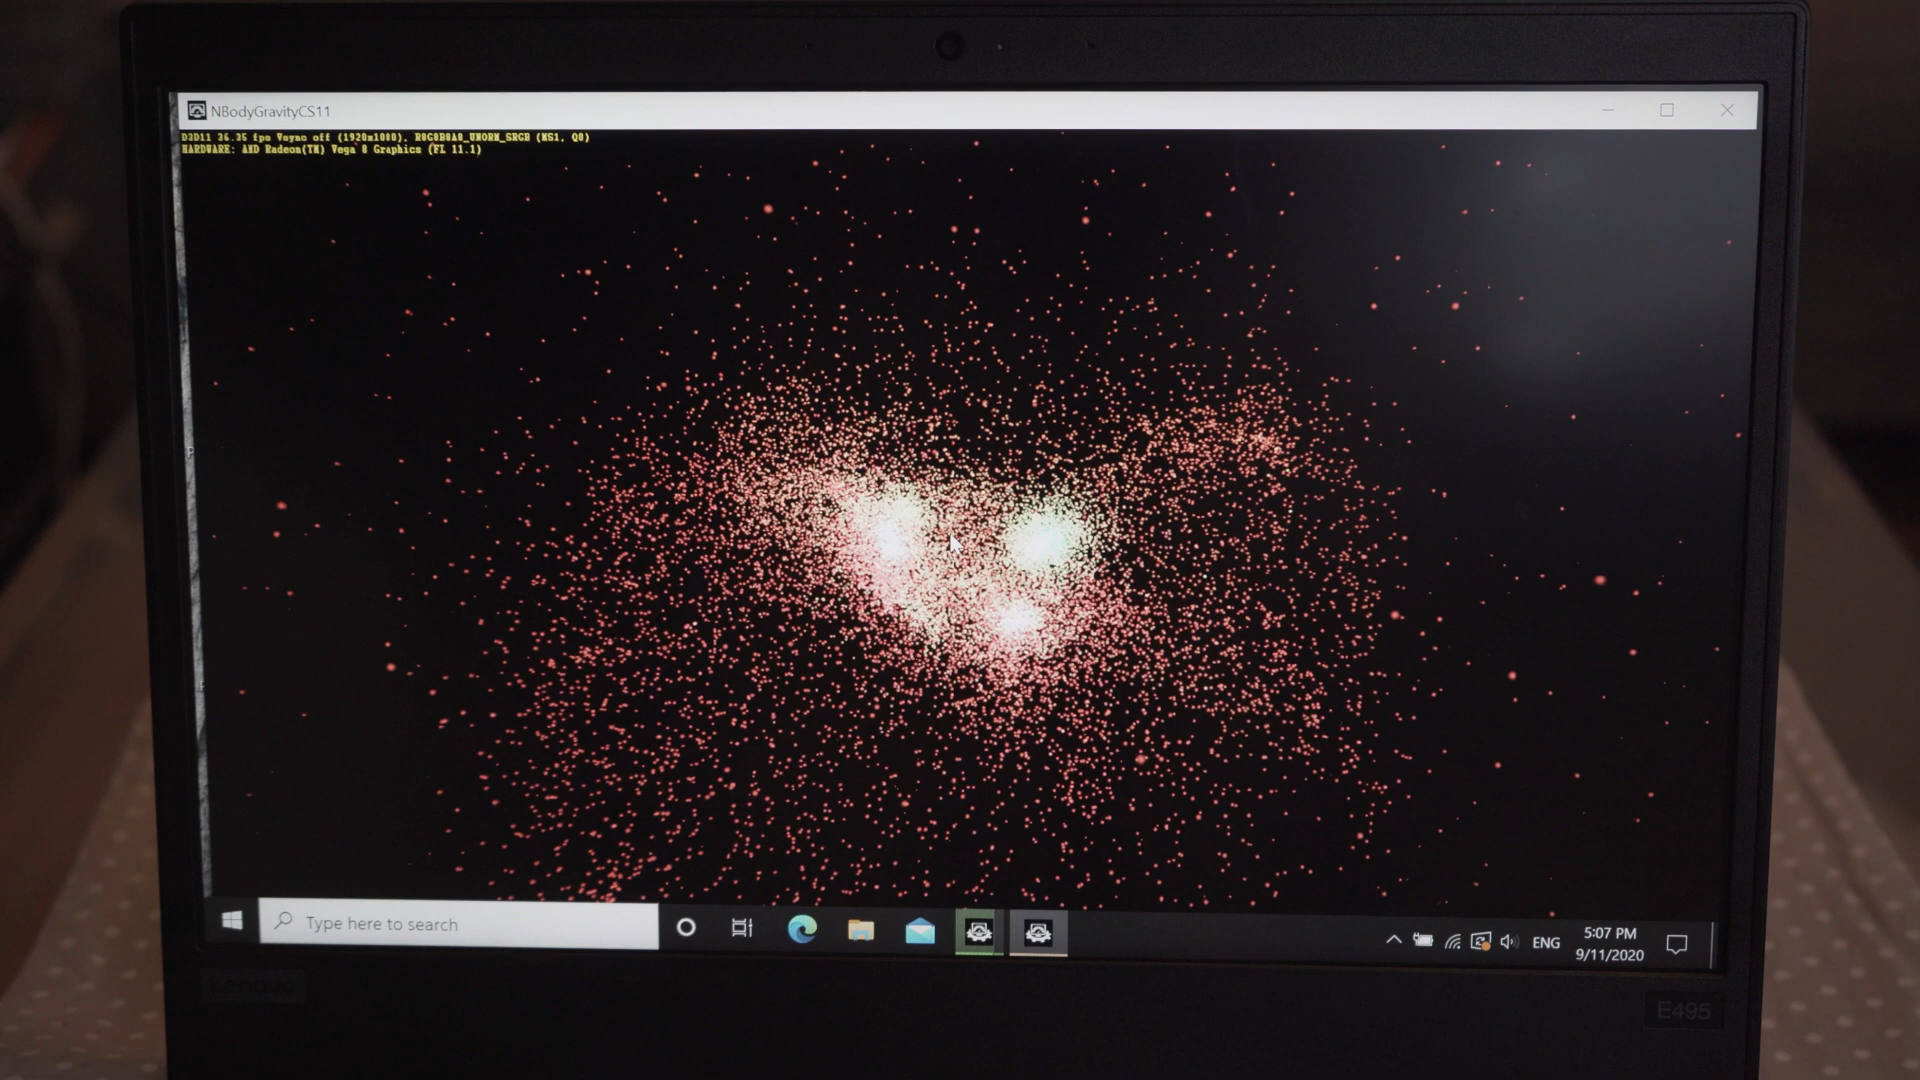 NBodyGravityCS11
D3D11 36.35 fps Vsync off (1920x1080), R8G8B8A8_UNORM_SRGB (MS1, Q0)
HARDWARE: AMD Radeon(TM) Vega 8 Graphics (FL 11.1)
Type here to search
ENG
5:07 PM
9/11/2020
Lenovo
E495